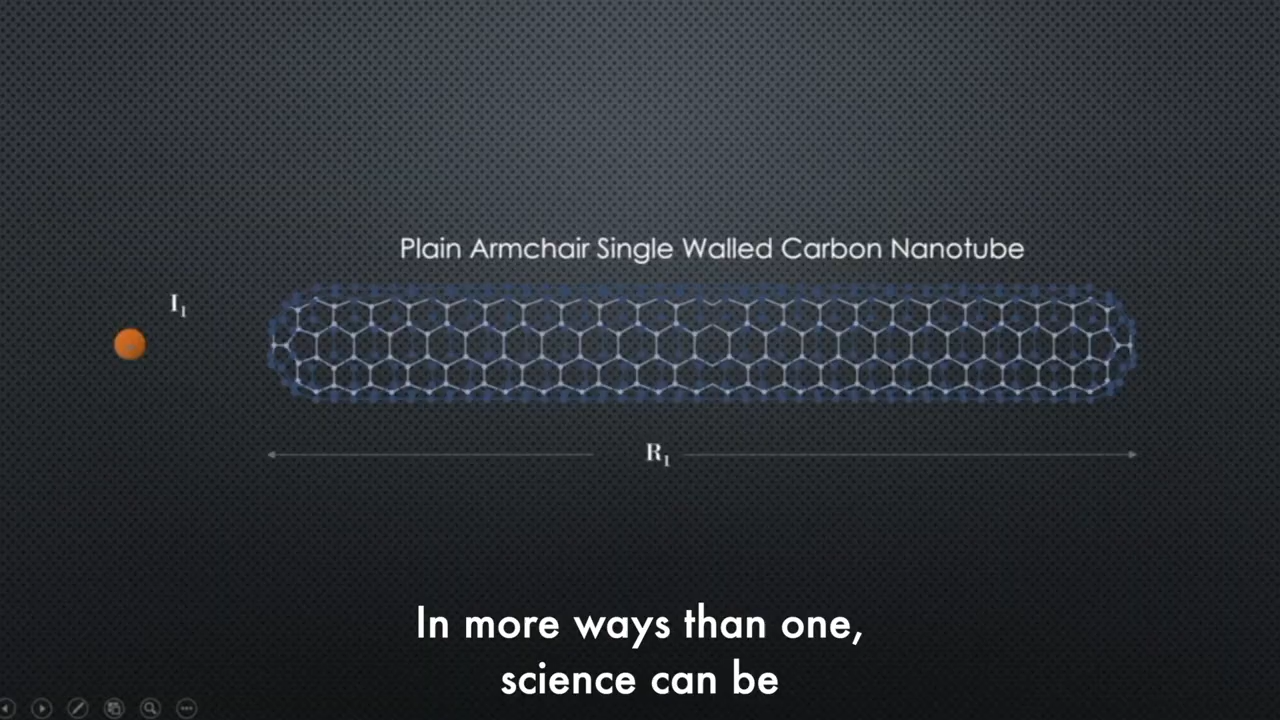 Plain Armchair Single Walled Carbon Nanotube
I₁
R₁
In more ways than one,
science can be